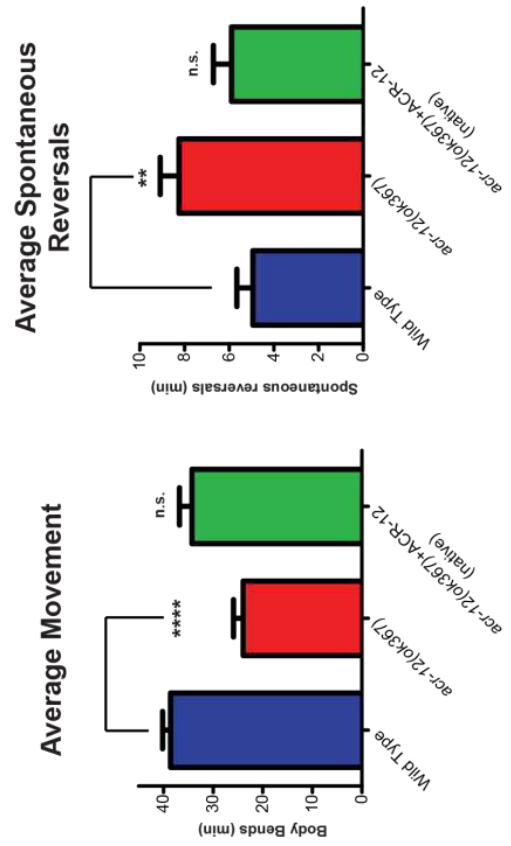 Average Movement
Body Bends (min)
40
30
20
10
0
****
n.s.
Wild Type
acr-12(ok367)
acr-12(ok367)+ACR-12
(native)
Average Spontaneous
Reversals
Spontaneous reversals (min)
10
8
6
4
2
0
**
n.s.
Wild Type
acr-12(ok367)
acr-12(ok367)+ACR-12
(native)